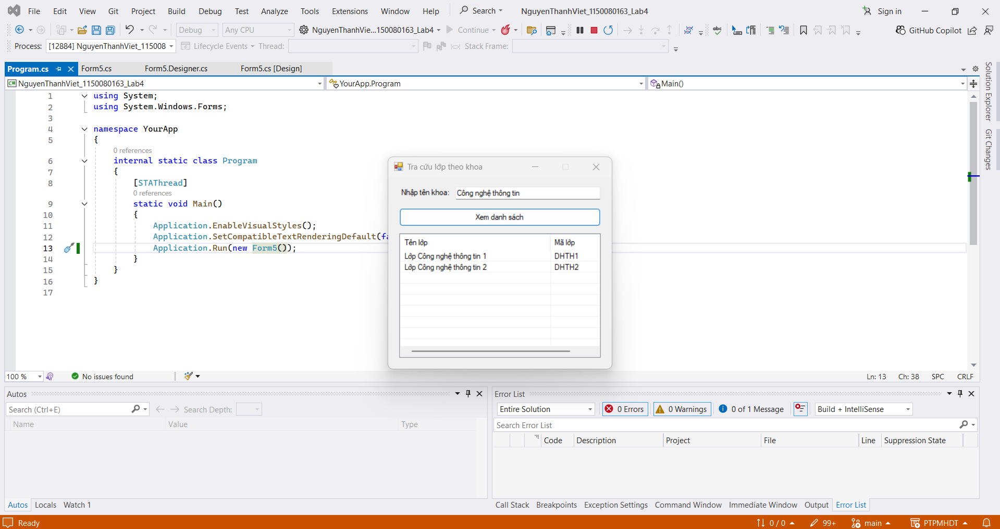 File Edit View Git Project Build Debug Test Analyze Tools Extensions Window Help Search NguyenThanhViet_1150080163_Lab4 Sign in
Debug Any CPU NguyenThanhVie...150080163_Lab4 Continue abc GitHub Copilot
Process: [12884] NguyenThanhViet_115008 Lifecycle Events Thread: Stack Frame:
Program.cs Form5.cs Form5.Designer.cs Form5.cs [Design]
C# NguyenThanhViet_1150080163_Lab4 YourApp.Program Main()
1 using System;
2 using System.Windows.Forms;
3
4 namespace YourApp
5 {
0 references
6 internal static class Program
7 {
8 [STAThread]
0 references
9 static void Main()
10 {
11 Application.EnableVisualStyles();
12 Application.SetCompatibleTextRenderingDefault(fa
13 Application.Run(new Form5());
14 }
15 }
16 }
17
Tra cứu lớp theo khoa
Nhập tên khoa: Công nghệ thông tin
Xem danh sách
Tên lớp Mã lớp
Lớp Công nghệ thông tin 1 DHTH1
Lớp Công nghệ thông tin 2 DHTH2
Solution Explorer
Git Changes
100 % No issues found Ln: 13 Ch: 38 SPC CRLF
Autos
Search (Ctrl+E) Search Depth:
Name Value Type
Autos Locals Watch 1
Error List
Entire Solution 0 Errors 0 Warnings 0 of 1 Message Build + IntelliSense
Search Error List
Code Description Project File Line Suppression State
Call Stack Breakpoints Exception Settings Command Window Immediate Window Output Error List
Ready 0 / 0 99+ main PTPMHDT